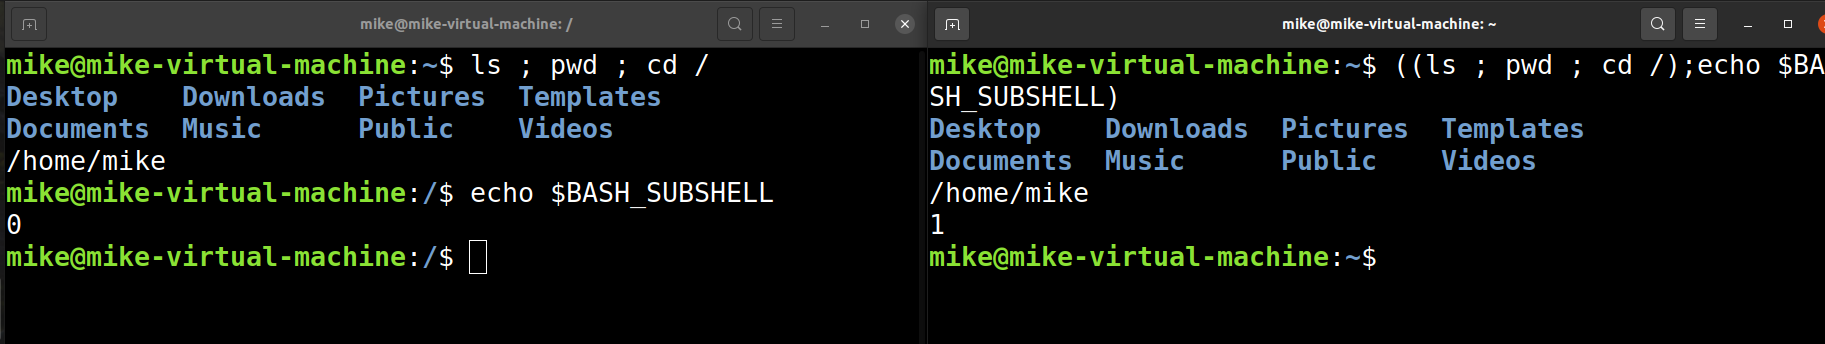 mike@mike-virtual-machine: /
mike@mike-virtual-machine:~$ ls ; pwd ; cd /
Desktop Downloads Pictures Templates
Documents Music Public Videos
/home/mike
mike@mike-virtual-machine:/$ echo $BASH_SUBSHELL
0
mike@mike-virtual-machine:/$
mike@mike-virtual-machine: ~
mike@mike-virtual-machine:~$ ((ls ; pwd ; cd /);echo $BA
SH_SUBSHELL)
Desktop Downloads Pictures Templates
Documents Music Public Videos
/home/mike
1
mike@mike-virtual-machine:~$